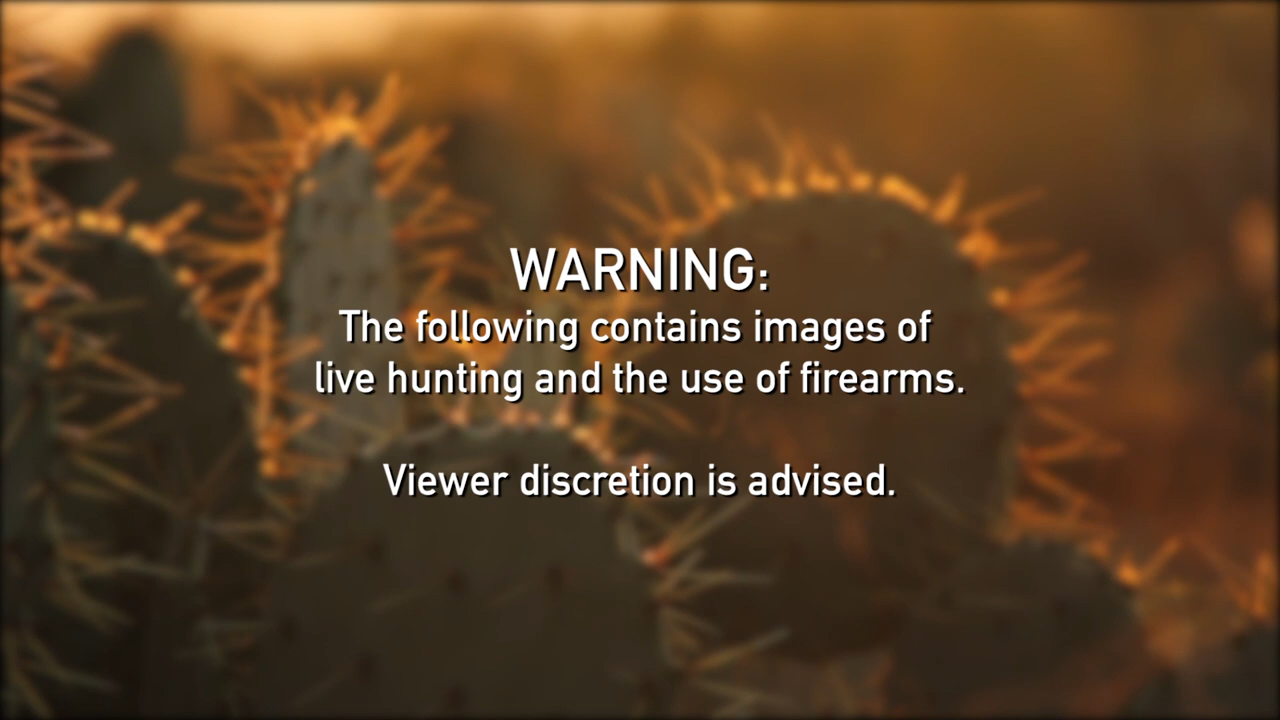 WARNING:
The following contains images of
live hunting and the use of firearms.
Viewer discretion is advised.